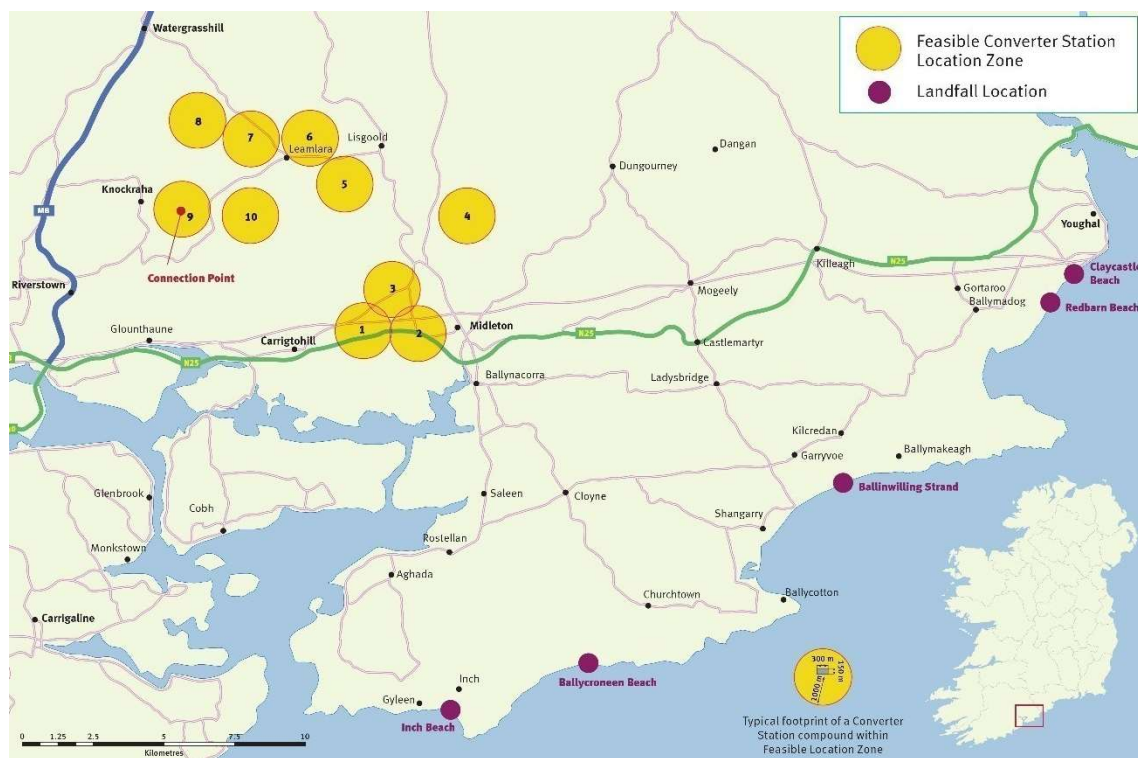 Watergrasshill
Feasible Converter Station
Location Zone
Landfall Location
8
7
6
Lisgoold
Leamlara
5
Dangan
Dungourney
Knockraha
9
10
4
M8
Connection Point
Youghal
Claycastle
Beach
Redbarn Beach
Killeagh
N25
Gortaroo
Ballymadog
Riverstown
3
Mogeely
Glounthaune
Carrigtohill
1
2
Midleton
N25
N25
Castlemartyr
Ballynacorra
Ladysbridge
Kilcredan
Garryvoe
Ballymakeagh
Ballinwilling Strand
Glenbrook
Cobh
Saleen
Cloyne
Shangarry
Monkstown
Rostellan
Aghada
Churchtown
Ballycotton
Carrigaline
Ballycroneen Beach
Inch
Gyleen
Inch Beach
300 m
150 m
1000 m
Typical footprint of a Converter
Station compound within
Feasible Location Zone
0 1.25 2.5 5 7.5 10
Kilometres